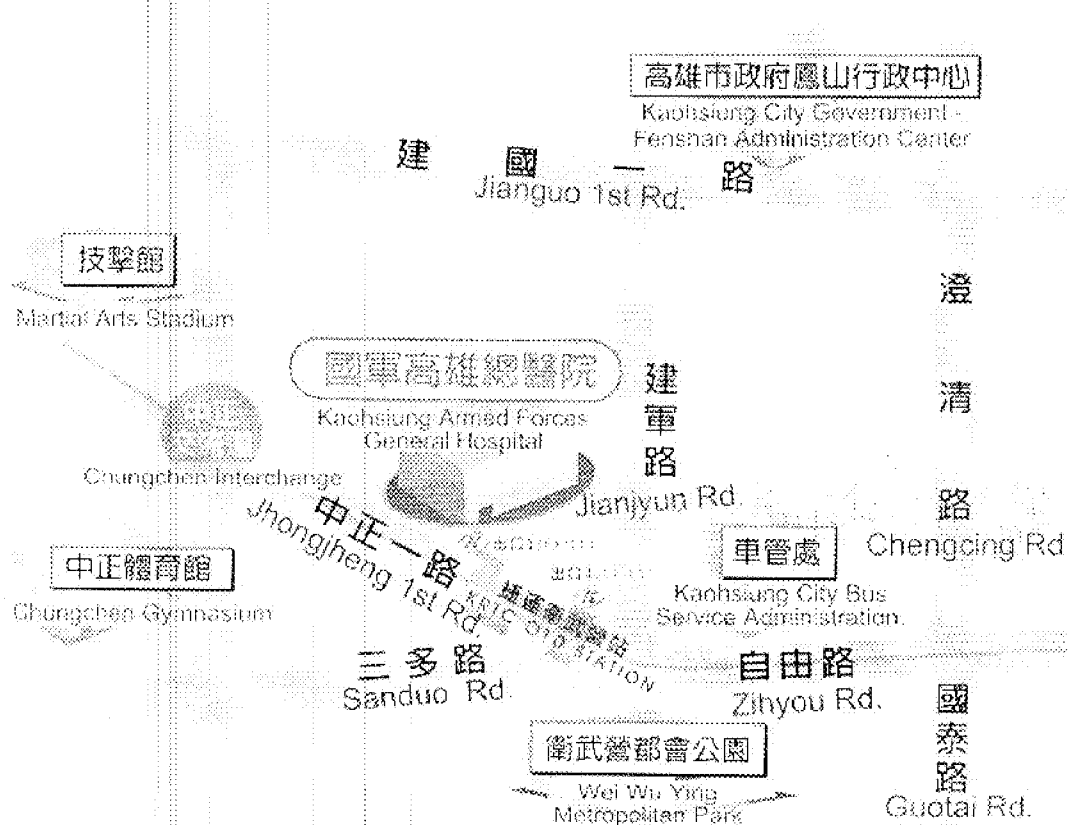 高雄市政府鳳山行政中心
Kaohsiung City Government -
Fenshan Administration Center
建國一路
Jianguo 1st Rd.
技擊館
Martial Arts Stadium
澄清路
Chengcing Rd
國軍高雄總醫院
Kaohsiung Armed Forces
General Hospital
建軍路
Jianjyun Rd.
Chungchen Interchange
中正一路
Jhongjheng 1st Rd.
中正體育館
Chungchen Gymnasium
車管處
Kaohsiung City Bus
Service Administration
捷運衛武營站
KRTC O10 STATION
三多路
Sanduo Rd.
自由路
Zihyou Rd.
衛武營都會公園
Wei Wu Ying
Metropolitan Park
國泰路
Guotai Rd.